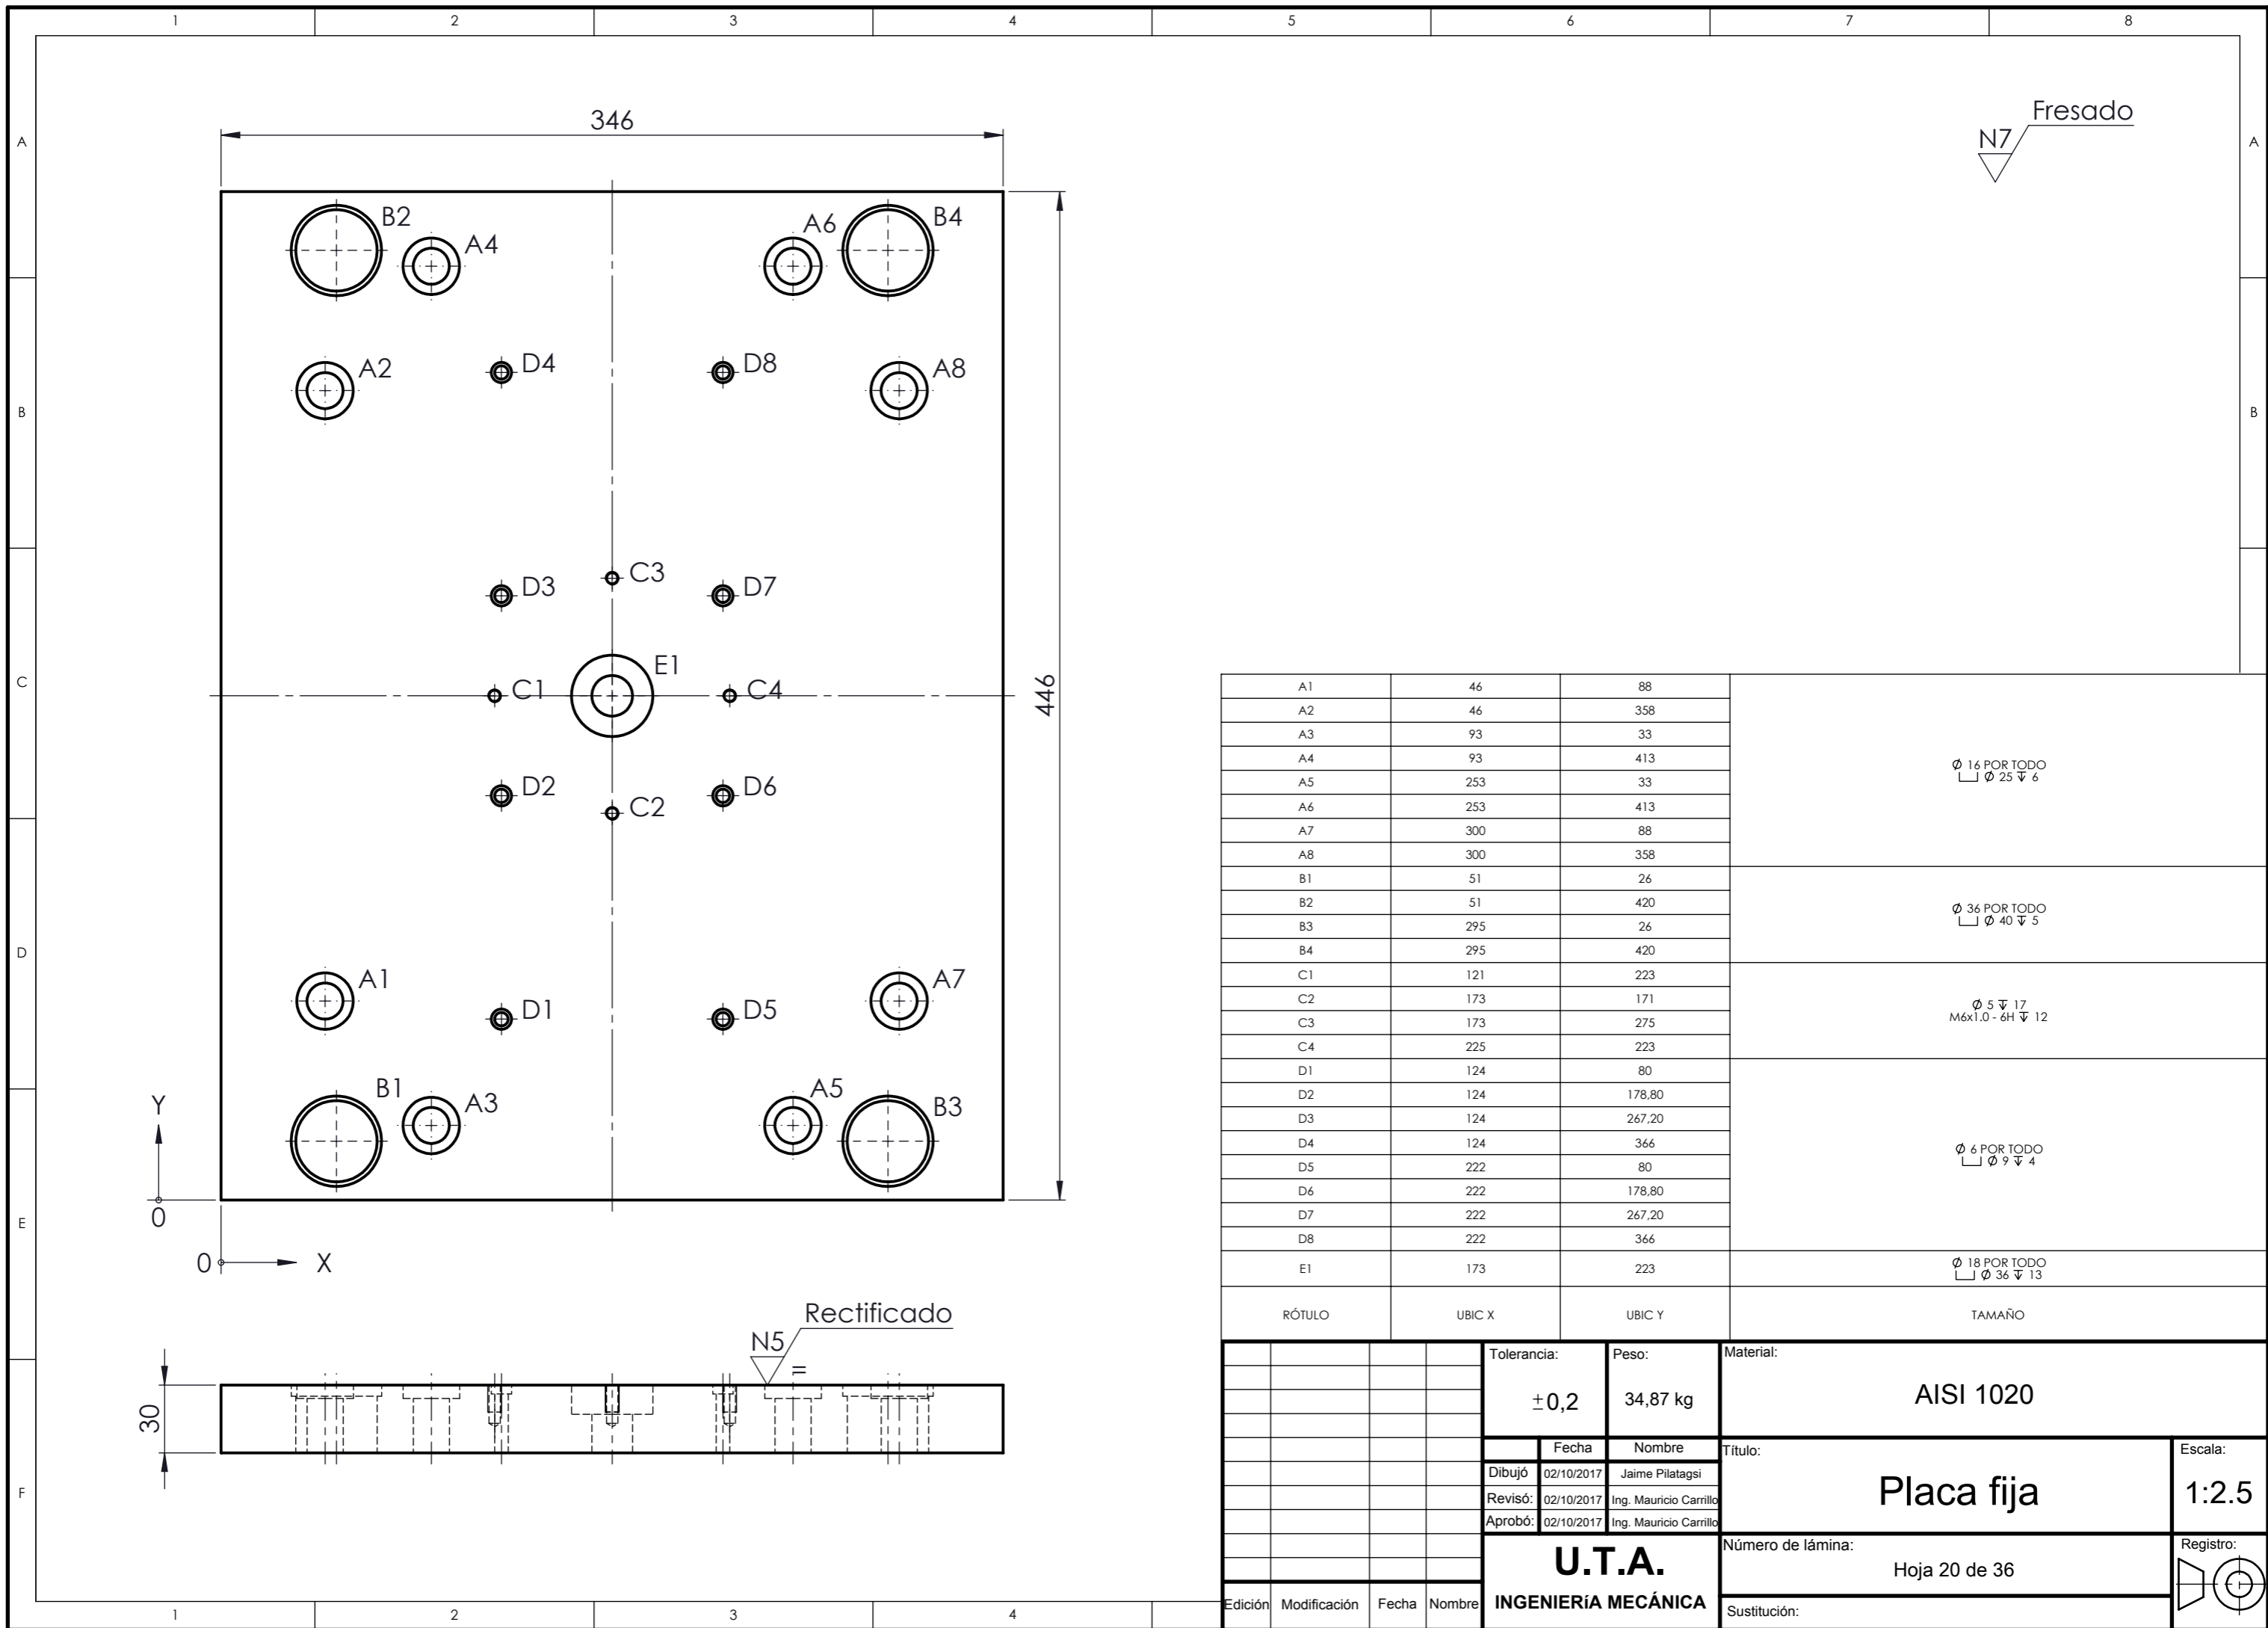 1 2 3 4 5 6 7 8
A A
B B
C
D
E
F
346
446
Fresado
N7
B2 A4 A6 B4
A2 D4 D8 A8
D3 C3 D7
C1 E1 C4
D2 C2 D6
A1 D1 D5 A7
B1 A3 A5 B3
Y
0
0 X
Rectificado
N5
=
30
A1 46 88
A2 46 358
A3 93 33
A4 93 413
Ø 16 POR TODO
⌴ Ø 25 ↧ 6
A5 253 33
A6 253 413
A7 300 88
A8 300 358
B1 51 26
B2 51 420
Ø 36 POR TODO
⌴ Ø 40 ↧ 5
B3 295 26
B4 295 420
C1 121 223
C2 173 171
Ø 5 ↧ 17
M6x1.0 - 6H ↧ 12
C3 173 275
C4 225 223
D1 124 80
D2 124 178,80
D3 124 267,20
D4 124 366
Ø 6 POR TODO
⌴ Ø 9 ↧ 4
D5 222 80
D6 222 178,80
D7 222 267,20
D8 222 366
E1 173 223
Ø 18 POR TODO
⌴ Ø 36 ↧ 13
RÓTULO UBIC X UBIC Y TAMAÑO
Tolerancia: Peso: Material:
±0,2 34,87 kg AISI 1020
Fecha Nombre
Dibujó 02/10/2017 Jaime Pilatagsi
Revisó: 02/10/2017 Ing. Mauricio Carrillo
Aprobó: 02/10/2017 Ing. Mauricio Carrillo
Título:
Placa fija
Escala:
1:2.5
U.T.A.
INGENIERíA MECÁNICA
Número de lámina:
Hoja 20 de 36
Registro:
Sustitución:
Edición Modificación Fecha Nombre
1 2 3 4